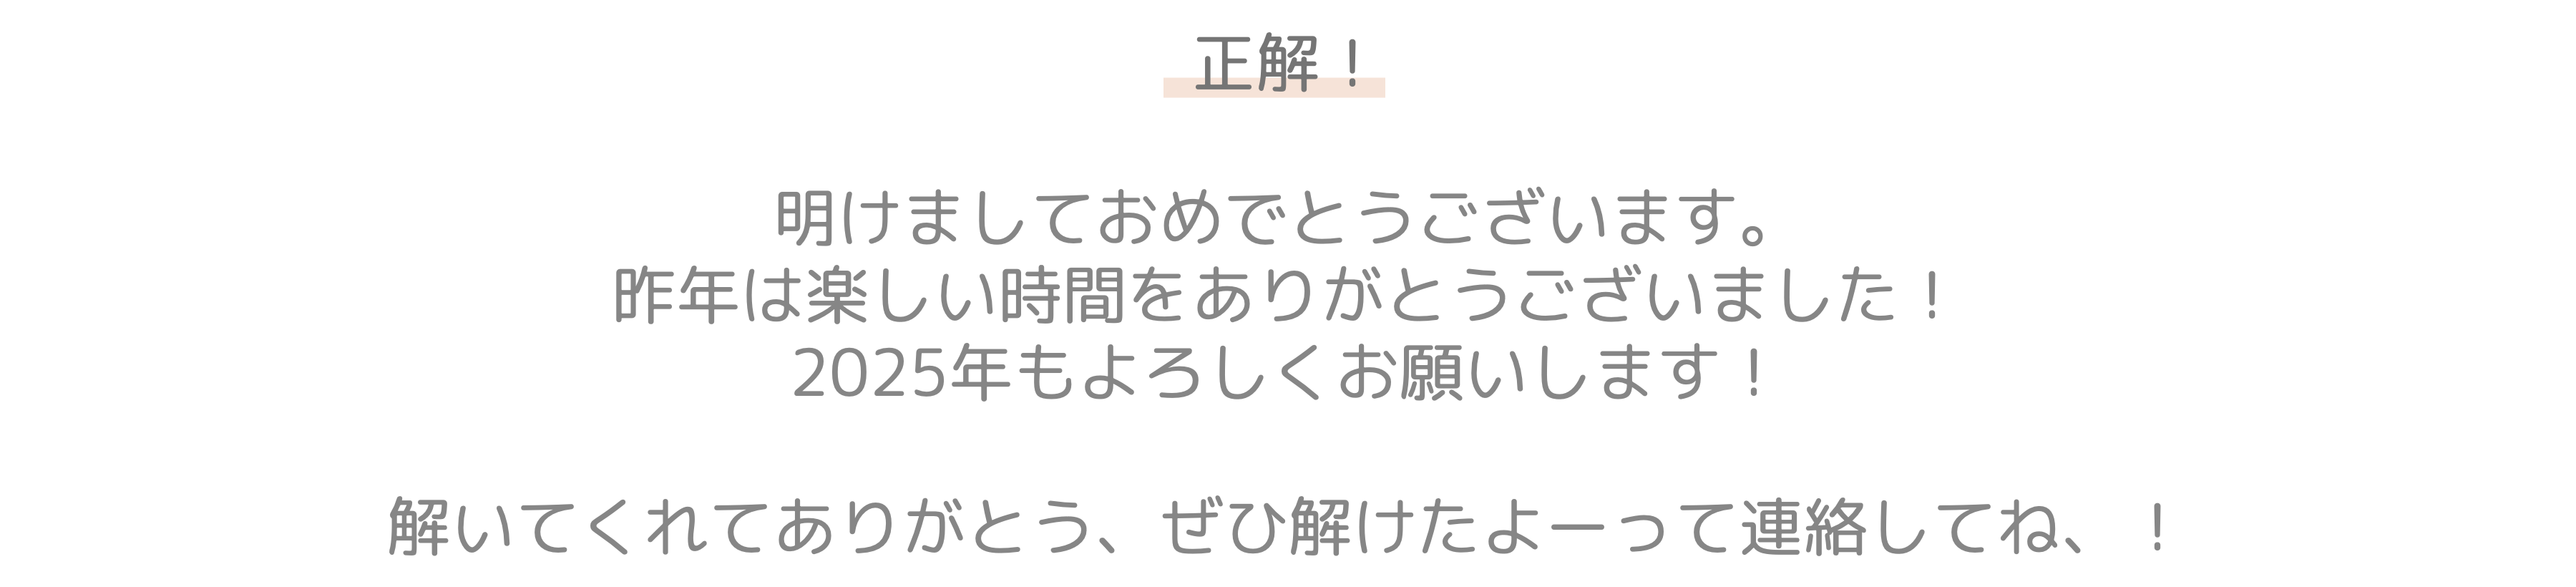 正解！
明けましておめでとうございます。
昨年は楽しい時間をありがとうございました！
2025年もよろしくお願いします！
解いてくれてありがとう、ぜひ解けたよーって連絡してね、！